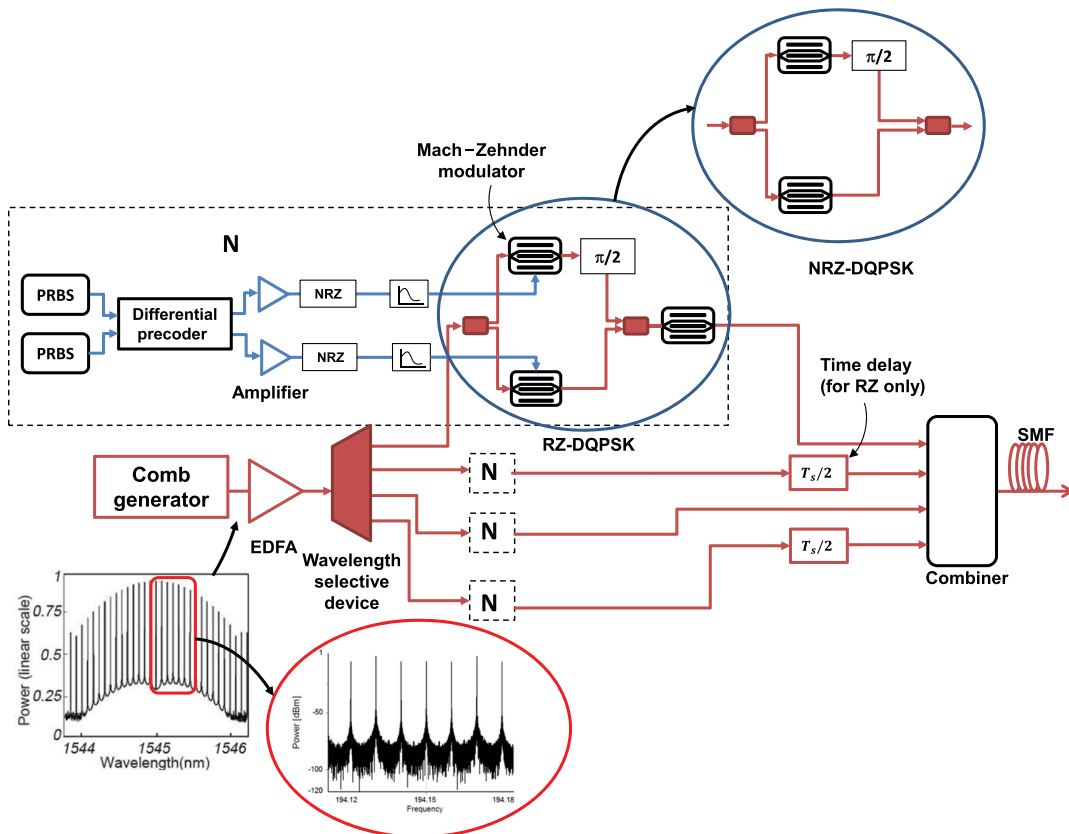 π/2
Mach–Zehnder
modulator
NRZ-DQPSK
N
PRBS
PRBS
Differential
precoder
NRZ
NRZ
Amplifier
π/2
RZ-DQPSK
Time delay
(for RZ only)
Comb
generator
EDFA
Wavelength
selective
device
N
N
N
T_s/2
T_s/2
Combiner
SMF
Power (linear scale)
1
0.75
0.5
0.25
1544
1545
1546
Wavelength(nm)
Power [dBm]
1
-50
-100
-120
194.12
194.15
194.18
Frequency